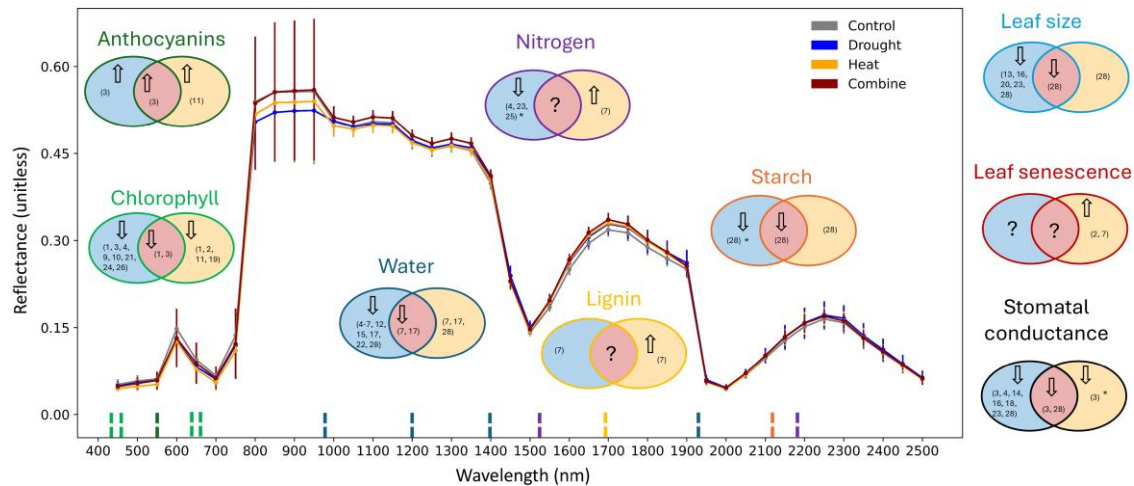 Anthocyanins
(3)
(3)
(11)
Chlorophyll
(1, 3, 4,
9, 10, 21,
24, 26)
(1, 3)
(1, 2,
11, 19)
Water
(4-7, 12,
15, 17,
22, 28)
(7, 17)
(7, 17,
28)
Nitrogen
(4, 23,
25) *
?
(7)
Lignin
(7)
?
(7)
Starch
(28) *
(28)
(28)
Control
Drought
Heat
Combine
Leaf size
(13, 16,
20, 23,
28)
(28)
(28)
Leaf senescence
?
?
(2, 7)
Stomatal
conductance
(3, 4, 14,
16, 18,
23, 28)
(3, 28)
(3) *
Reflectance (unitless)
0.60
0.45
0.30
0.15
0.00
400 500 600 700 800 900 1000 1100 1200 1300 1400 1500 1600 1700 1800 1900 2000 2100 2200 2300 2400 2500
Wavelength (nm)